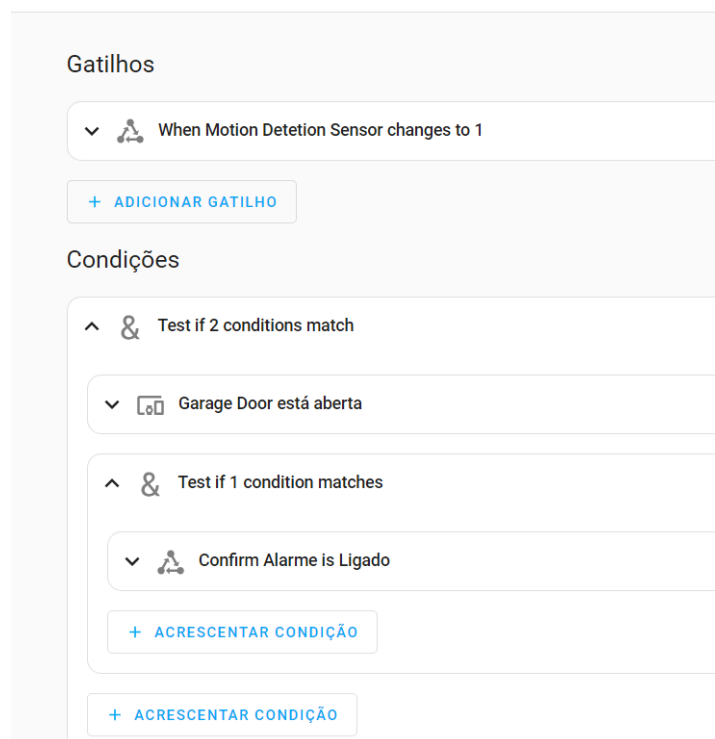 Gatilhos
When Motion Detetion Sensor changes to 1
+ ADICIONAR GATILHO
Condições
& Test if 2 conditions match
Garage Door está aberta
& Test if 1 condition matches
Confirm Alarme is Ligado
+ ACRESCENTAR CONDIÇÃO
+ ACRESCENTAR CONDIÇÃO